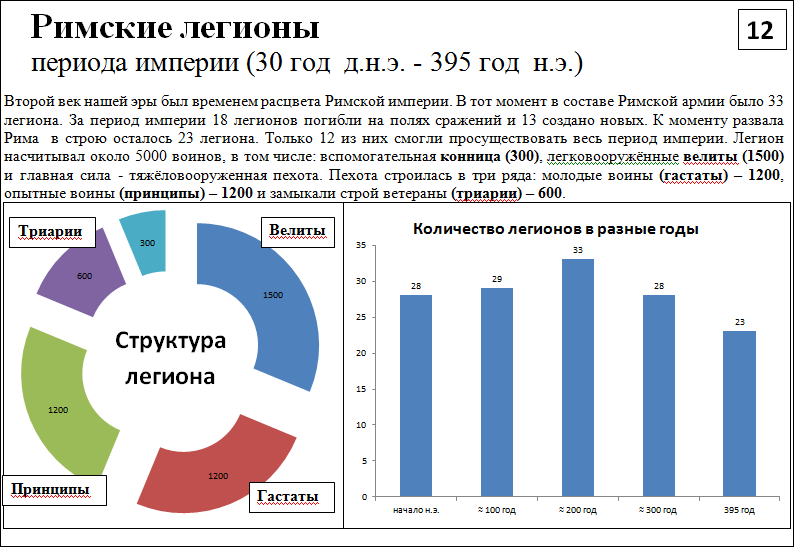 Римские легионы
12
периода империи (30 год д.н.э. - 395 год н.э.)
Второй век нашей эры был временем расцвета Римской империи. В тот момент в составе Римской армии было 33
легиона. За период империи 18 легионов погибли на полях сражений и 13 создано новых. К моменту развала
Рима в строю осталось 23 легиона. Только 12 из них смогли просуществовать весь период империи. Легион
насчитывал около 5000 воинов, в том числе: вспомогательная конница (300), легковооружённые велиты (1500)
и главная сила - тяжёловооруженная пехота. Пехота строилась в три ряда: молодые воины (гастаты) – 1200,
опытные воины (принципы) – 1200 и замыкали строй ветераны (триарии) – 600.
Триарии
300
Велиты
600
1500
Структура
легиона
1200
1200
Принципы
Гастаты
Количество легионов в разные годы
35
30
25
20
15
10
5
0
28
29
33
28
23
начало н.э.
≈ 100 год
≈ 200 год
≈ 300 год
395 год